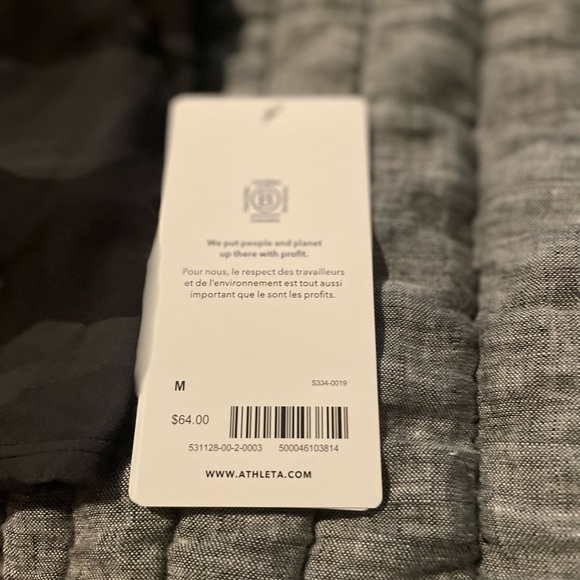 B
We put people and planet
up there with profit.
Pour nous, le respect des travailleurs
et de l'environnement est tout aussi
important que le sont les profits.
M
S334-0019
$64.00
531128-00-2-0003 500046103814
WWW.ATHLETA.COM